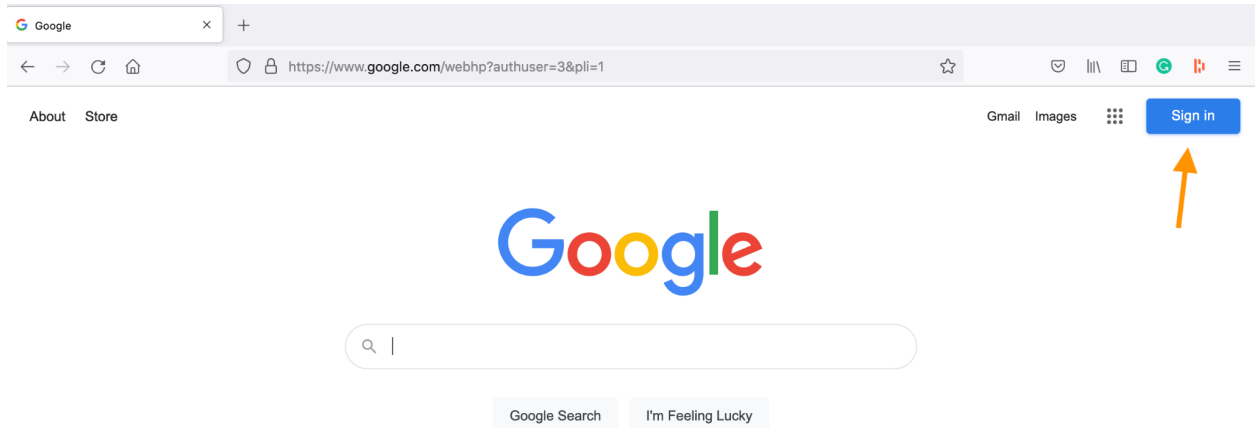 Google
https://www.google.com/webhp?authuser=3&pli=1
About Store Gmail Images Sign in
Google
Google Search I'm Feeling Lucky